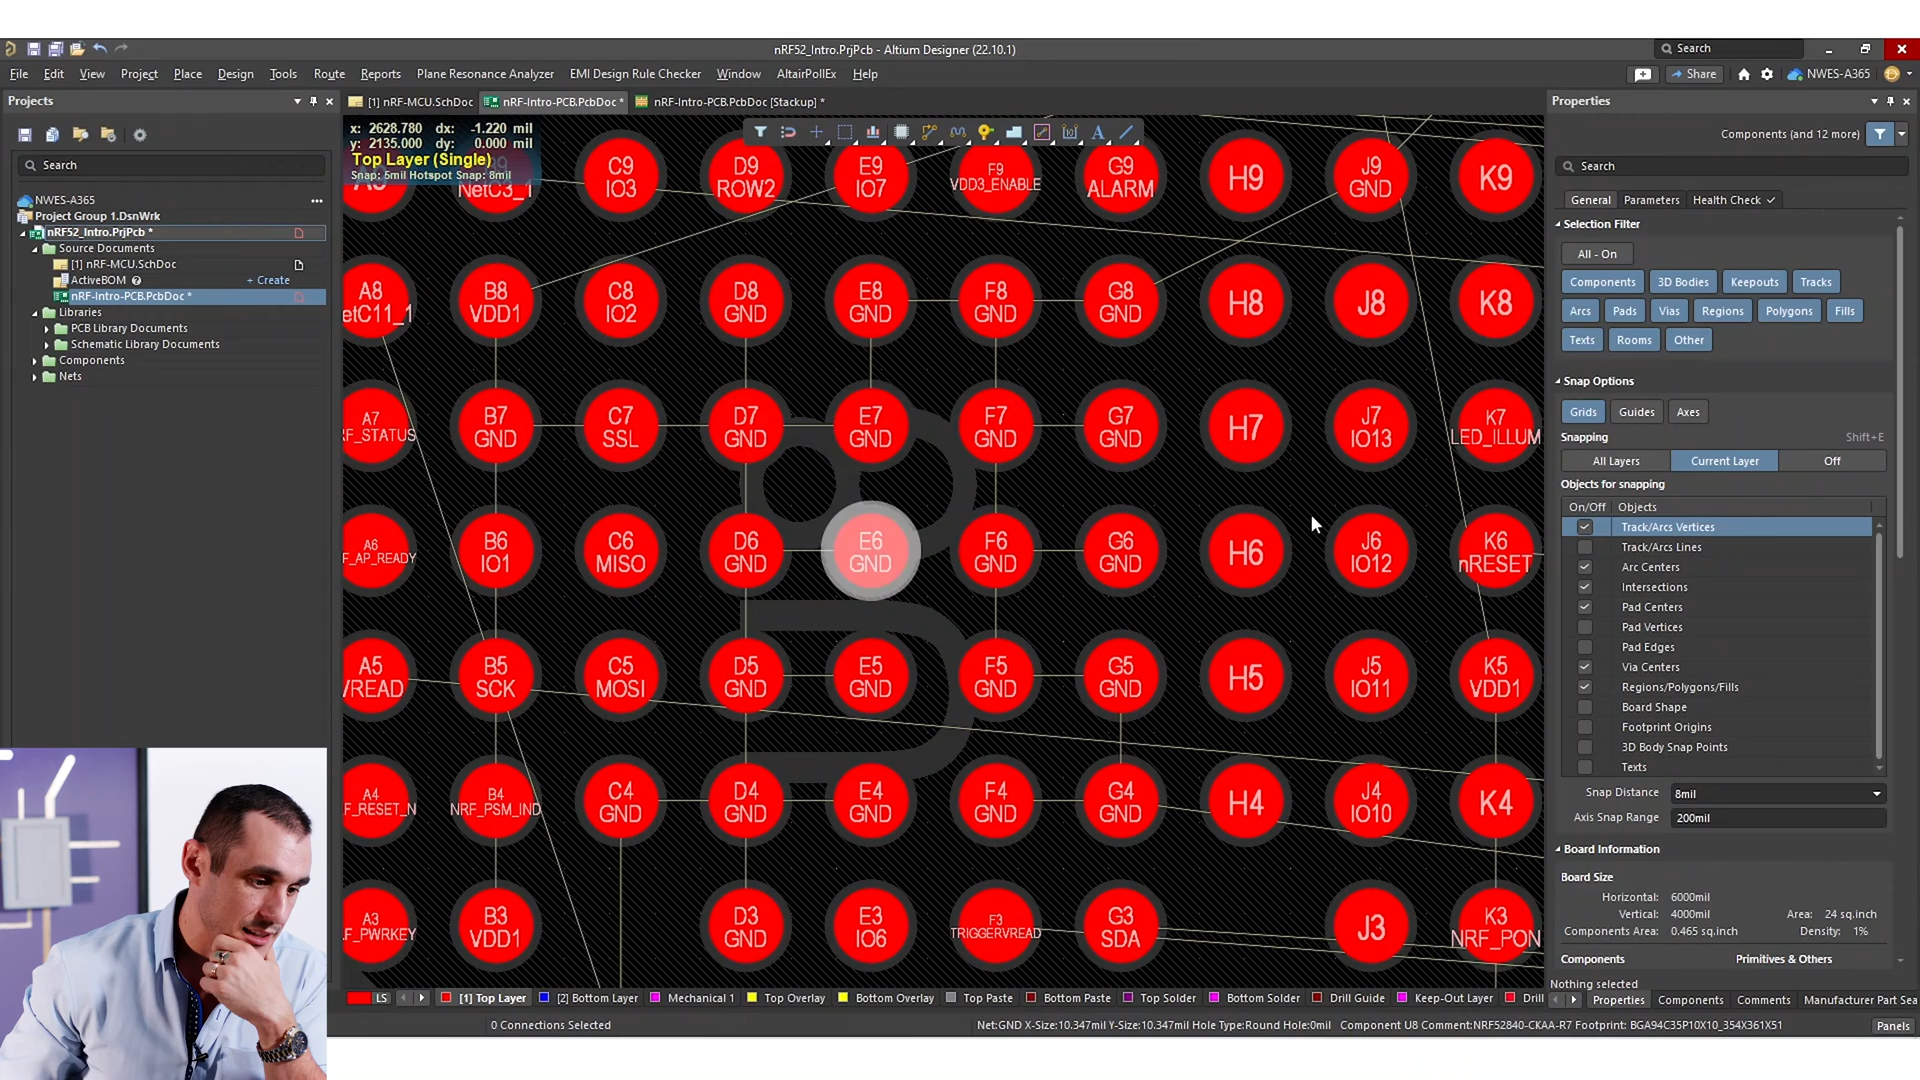 nRF52_Intro.PrjPcb - Altium Designer (22.10.1)
Search
File Edit View Project Place Design Tools Route Reports Plane Resonance Analyzer EMI Design Rule Checker Window AltairPollEx Help
Share
NWES-A365
Projects
[1] nRF-MCU.SchDoc
nRF-Intro-PCB.PcbDoc *
nRF-Intro-PCB.PcbDoc [Stackup] *
Search
NWES-A365
Project Group 1.DsnWrk
nRF52_Intro.PrjPcb *
Source Documents
[1] nRF-MCU.SchDoc
ActiveBOM
+ Create
nRF-Intro-PCB.PcbDoc *
Libraries
PCB Library Documents
Schematic Library Documents
Components
Nets
x: 2628.780 dx: -1.220 mil
y: 2135.000 dy: 0.000 mil
Top Layer (Single)
Snap: 5mil Hotspot Snap: 8mil
NetC3_1
C9 IO3
D9 ROW2
E9 IO7
F9 VDD3_ENABLE
G9 ALARM
H9
J9 GND
K9
A8 etC11_1
B8 VDD1
C8 IO2
D8 GND
E8 GND
F8 GND
G8 GND
H8
J8
K8
A7 RF_STATUS
B7 GND
C7 SSL
D7 GND
E7 GND
F7 GND
G7 GND
H7
J7 IO13
K7 LED_ILLUM
A6 RF_AP_READY
B6 IO1
C6 MISO
D6 GND
E6 GND
F6 GND
G6 GND
H6
J6 IO12
K6 nRESET
A5 VREAD
B5 SCK
C5 MOSI
D5 GND
E5 GND
F5 GND
G5 GND
H5
J5 IO11
K5 VDD1
A4 RF_RESET_N
B4 NRF_PSM_IND
C4 GND
D4 GND
E4 GND
F4 GND
G4 GND
H4
J4 IO10
K4
A3 RF_PWRKEY
B3 VDD1
D3 GND
E3 IO6
F3 TRIGGERVREAD
G3 SDA
J3
K3 NRF_PON
LS
[1] Top Layer
[2] Bottom Layer
Mechanical 1
Top Overlay
Bottom Overlay
Top Paste
Bottom Paste
Top Solder
Bottom Solder
Drill Guide
Keep-Out Layer
Drill
0 Connections Selected
Net:GND X-Size:10.347mil Y-Size:10.347mil Hole Type:Round Hole:0mil Component U8 Comment:NRF52840-CKAA-R7 Footprint: BGA94C35P10X10_354X361X51
Panels
Properties
Components (and 12 more)
Search
General Parameters Health Check
Selection Filter
All - On
Components 3D Bodies Keepouts Tracks
Arcs Pads Vias Regions Polygons Fills
Texts Rooms Other
Snap Options
Grids Guides Axes
Snapping Shift+E
All Layers Current Layer Off
Objects for snapping
On/Off Objects
Track/Arcs Vertices
Track/Arcs Lines
Arc Centers
Intersections
Pad Centers
Pad Vertices
Pad Edges
Via Centers
Regions/Polygons/Fills
Board Shape
Footprint Origins
3D Body Snap Points
Texts
Snap Distance 8mil
Axis Snap Range 200mil
Board Information
Board Size
Horizontal: 6000mil
Vertical: 4000mil Area: 24 sq.inch
Components Area: 0.465 sq.inch Density: 1%
Components Primitives & Others
Nothing selected
Properties Components Comments Manufacturer Part Sea